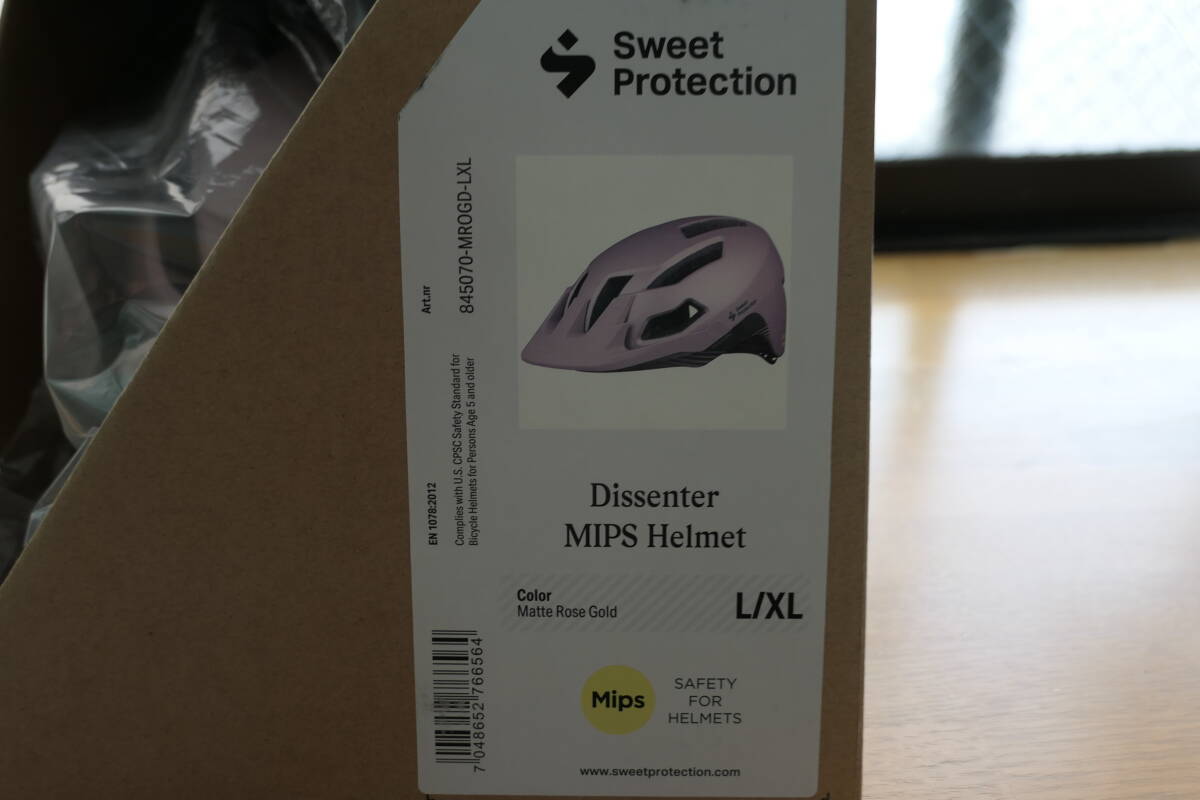 Sweet
Protection
Art.nr
845070-MROGD-LXL
EN 1078:2012
Complies with U.S. CPSC Safety Standard for
Bicycle Helmets for Persons Age 5 and older
Sweet
Protection
Dissenter
MIPS Helmet
Color
Matte Rose Gold
L/XL
Mips
SAFETY
FOR
HELMETS
7 048652 766564
www.sweetprotection.com